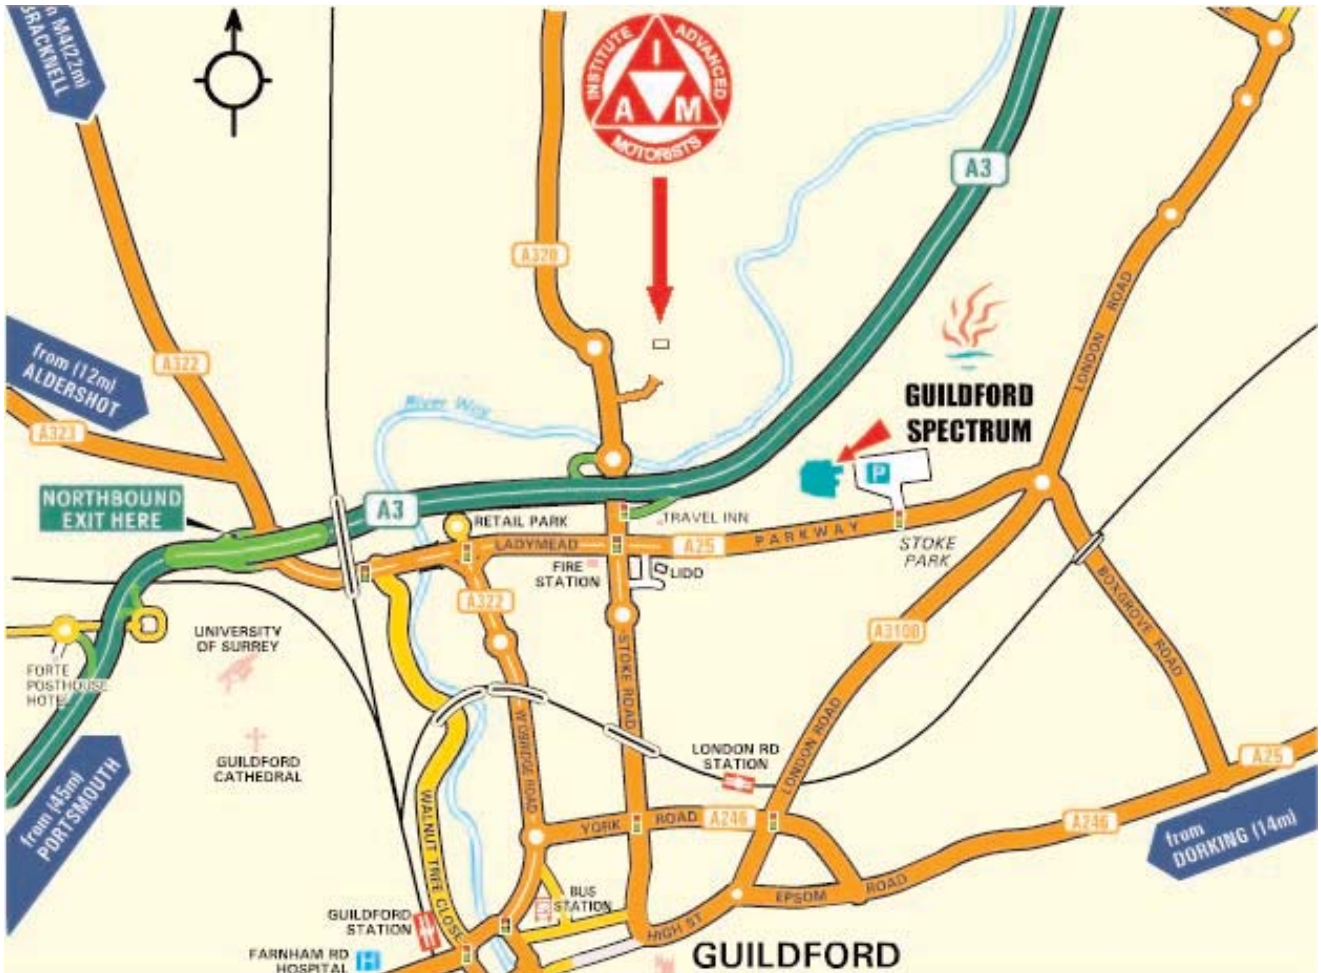 from M4(22m)
BRACKNELL
INSTITUTE
ADVANCED
MOTORISTS
I
A
M
A3
A320
A322
from (12m)
ALDERSHOT
A323
River Wey
LONDON ROAD
GUILDFORD
SPECTRUM
P
NORTHBOUND
EXIT HERE
A3
RETAIL PARK
TRAVEL INN
LADYMEAD
A25
PARKWAY
STOKE
PARK
FIRE
STATION
LIDO
A322
UNIVERSITY
OF SURREY
FORTE
POSTHOUSE
HOTEL
A3100
BOXGROVE ROAD
STOKE ROAD
WOBRIDGE ROAD
GUILDFORD
CATHEDRAL
LONDON RD
STATION
LONDON ROAD
A25
from (45m)
PORTSMOUTH
WALNUT TREE CLOSE
YORK ROAD
A246
A246
from
DORKING (14m)
BUS
STATION
EPSOM ROAD
HIGH ST
GUILDFORD
STATION
FARNHAM RD
HOSPITAL
H
GUILDFORD